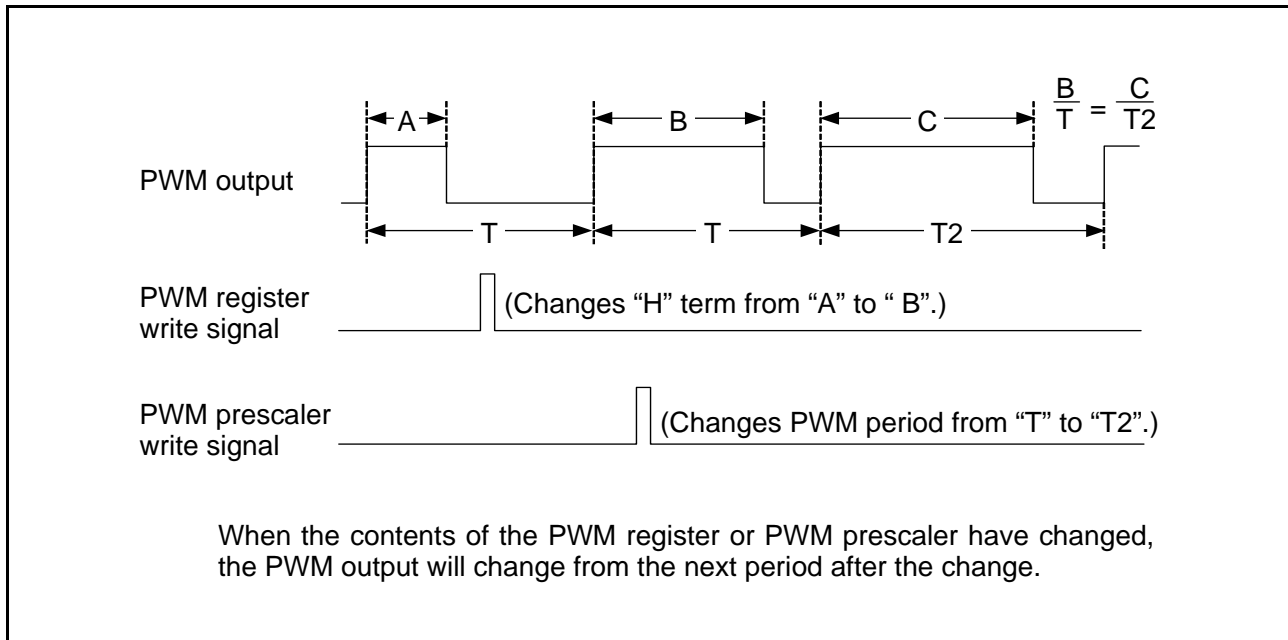 B/T = C/T2
A B C
PWM output
T T T2
PWM register
write signal
(Changes “H” term from “A” to “ B”.)
PWM prescaler
write signal
(Changes PWM period from “T” to “T2”.)
When the contents of the PWM register or PWM prescaler have changed,
the PWM output will change from the next period after the change.